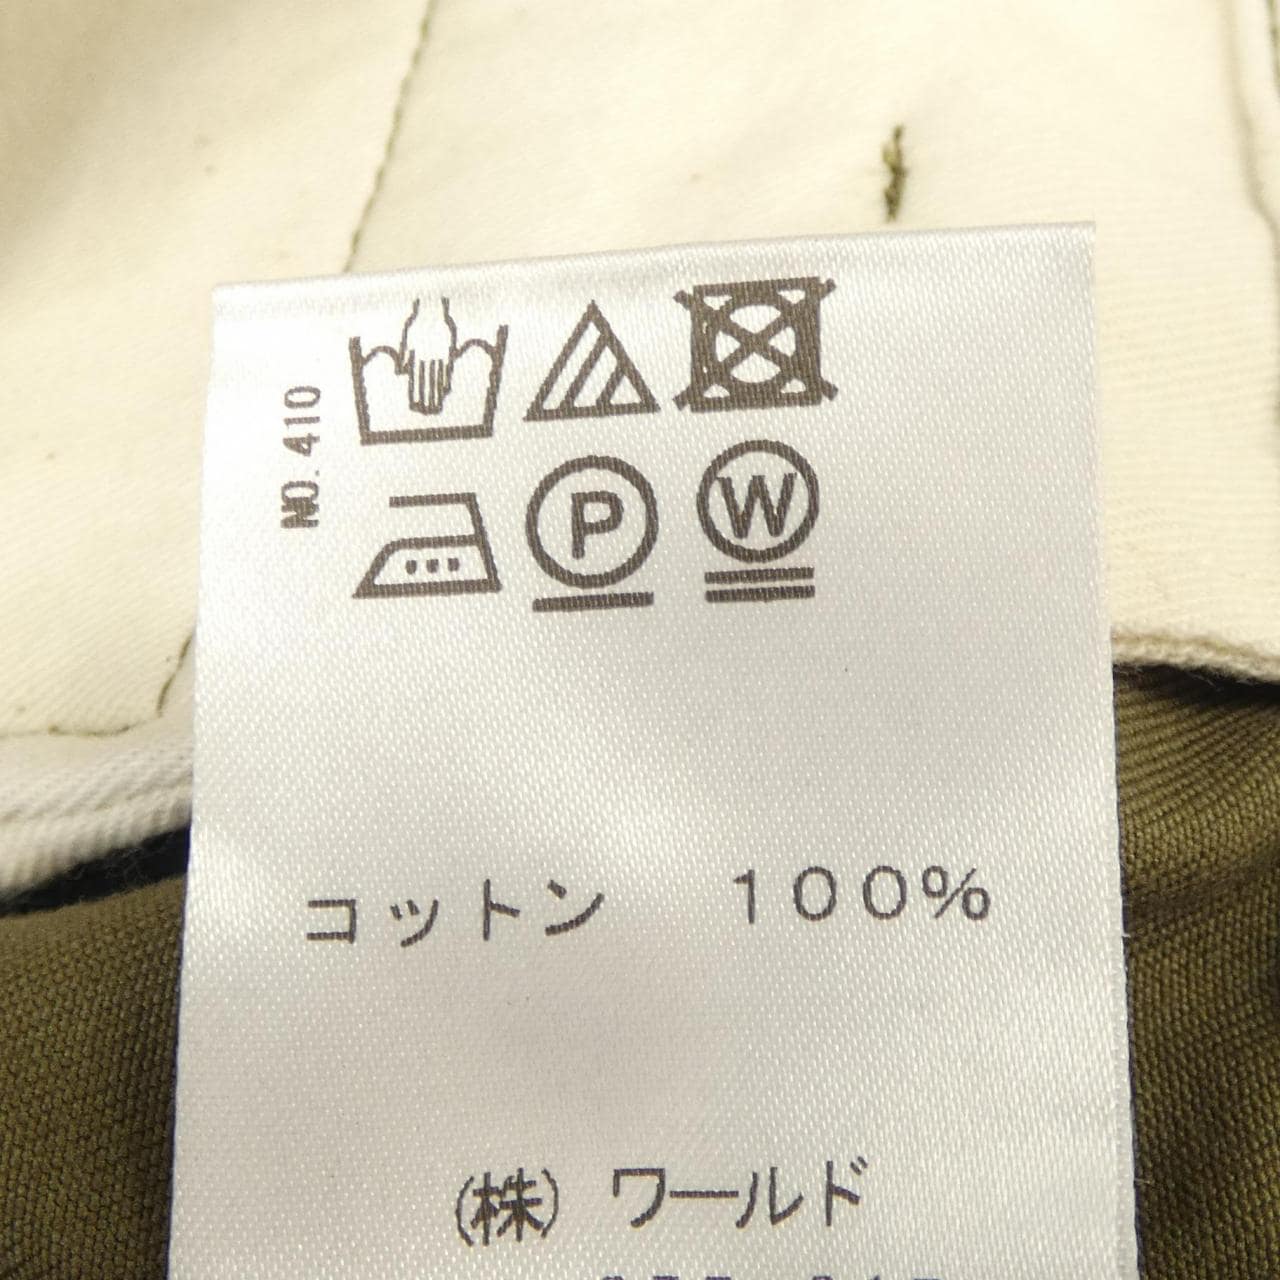 NO.410
P
W
コットン　１００％
(株) ワールド